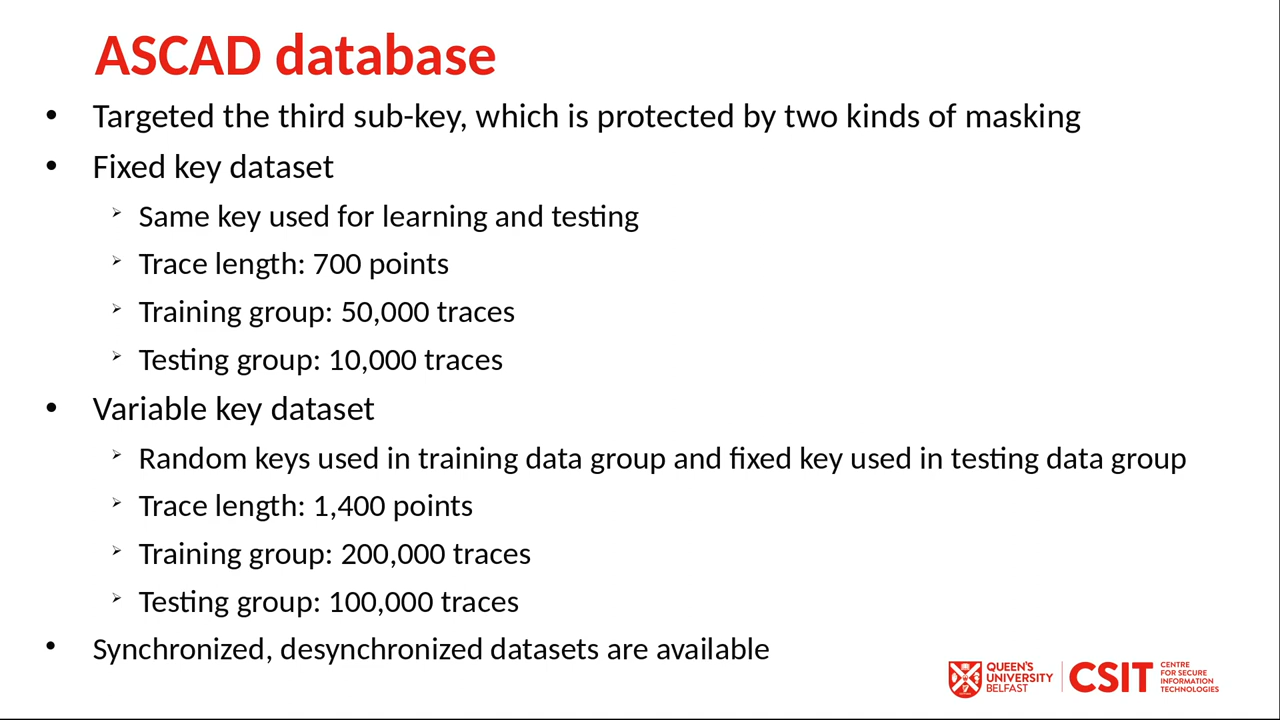 ASCAD database
• Targeted the third sub-key, which is protected by two kinds of masking
• Fixed key dataset
➢ Same key used for learning and testing
➢ Trace length: 700 points
➢ Training group: 50,000 traces
➢ Testing group: 10,000 traces
• Variable key dataset
➢ Random keys used in training data group and fixed key used in testing data group
➢ Trace length: 1,400 points
➢ Training group: 200,000 traces
➢ Testing group: 100,000 traces
• Synchronized, desynchronized datasets are available
QUEEN'S
UNIVERSITY
BELFAST
CSIT
CENTRE
FOR SECURE
INFORMATION
TECHNOLOGIES